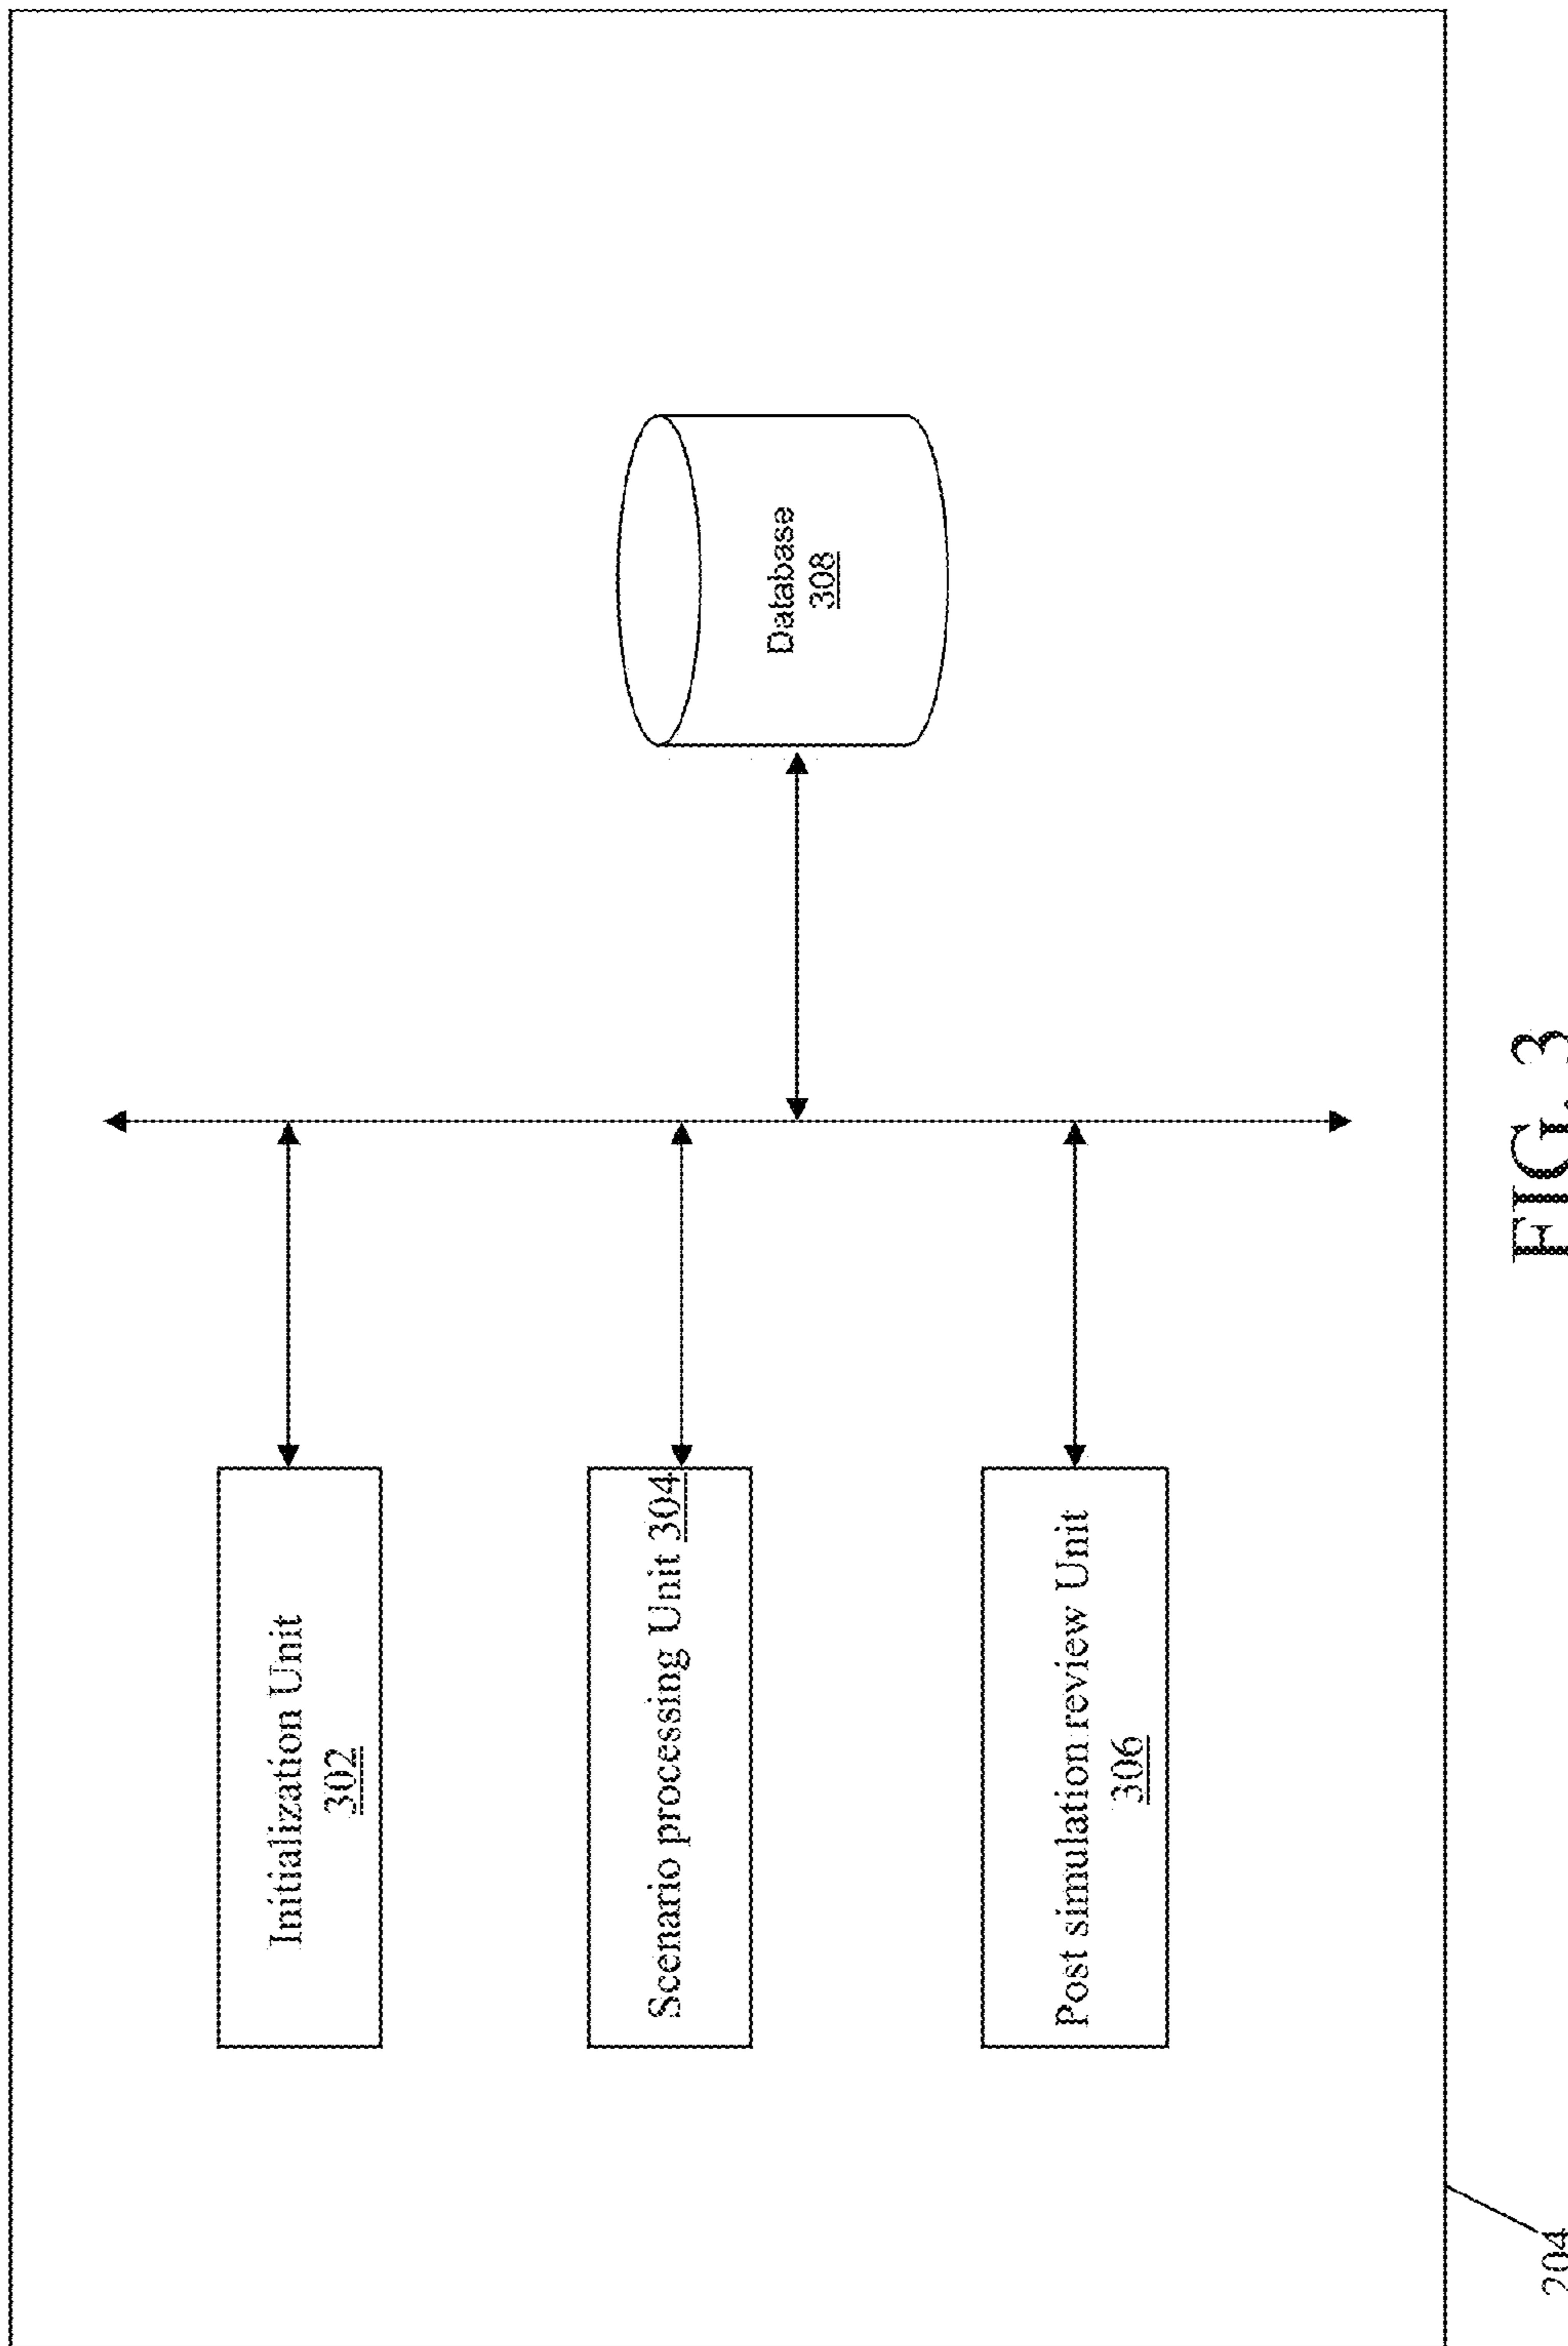 Initialization Unit
302
Scenario processing Unit 304
Post simulation review Unit
306
Database
308
204
FIG. 3